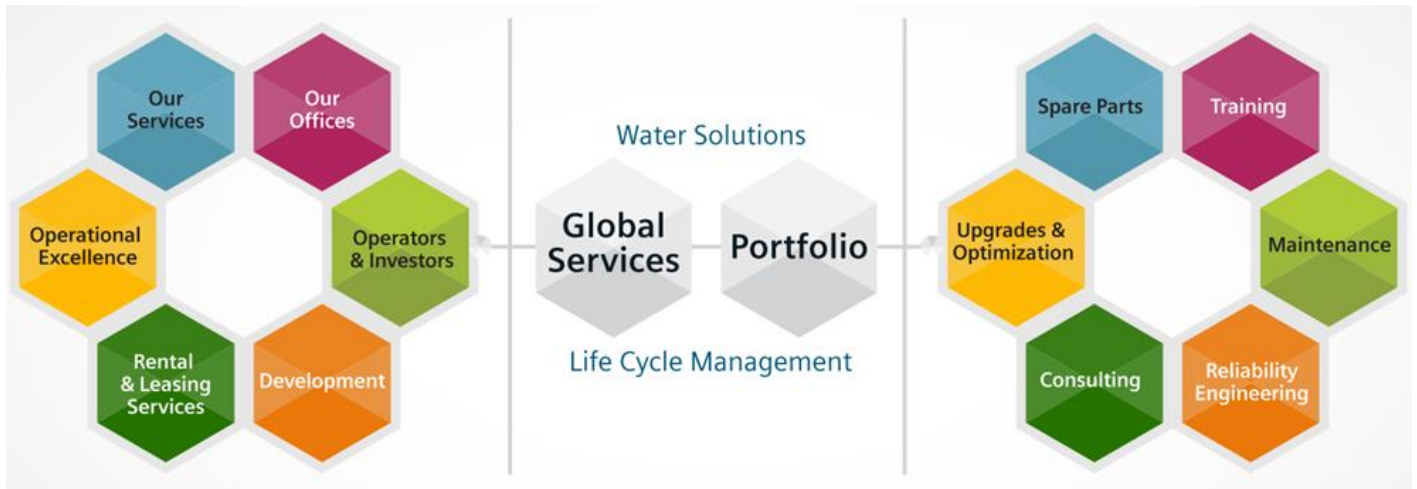 Our
Services
Our
Offices
Operational
Excellence
Operators
& Investors
Rental
& Leasing
Services
Development
Water Solutions
Global
Services
Portfolio
Life Cycle Management
Spare Parts
Training
Upgrades &
Optimization
Maintenance
Consulting
Reliability
Engineering